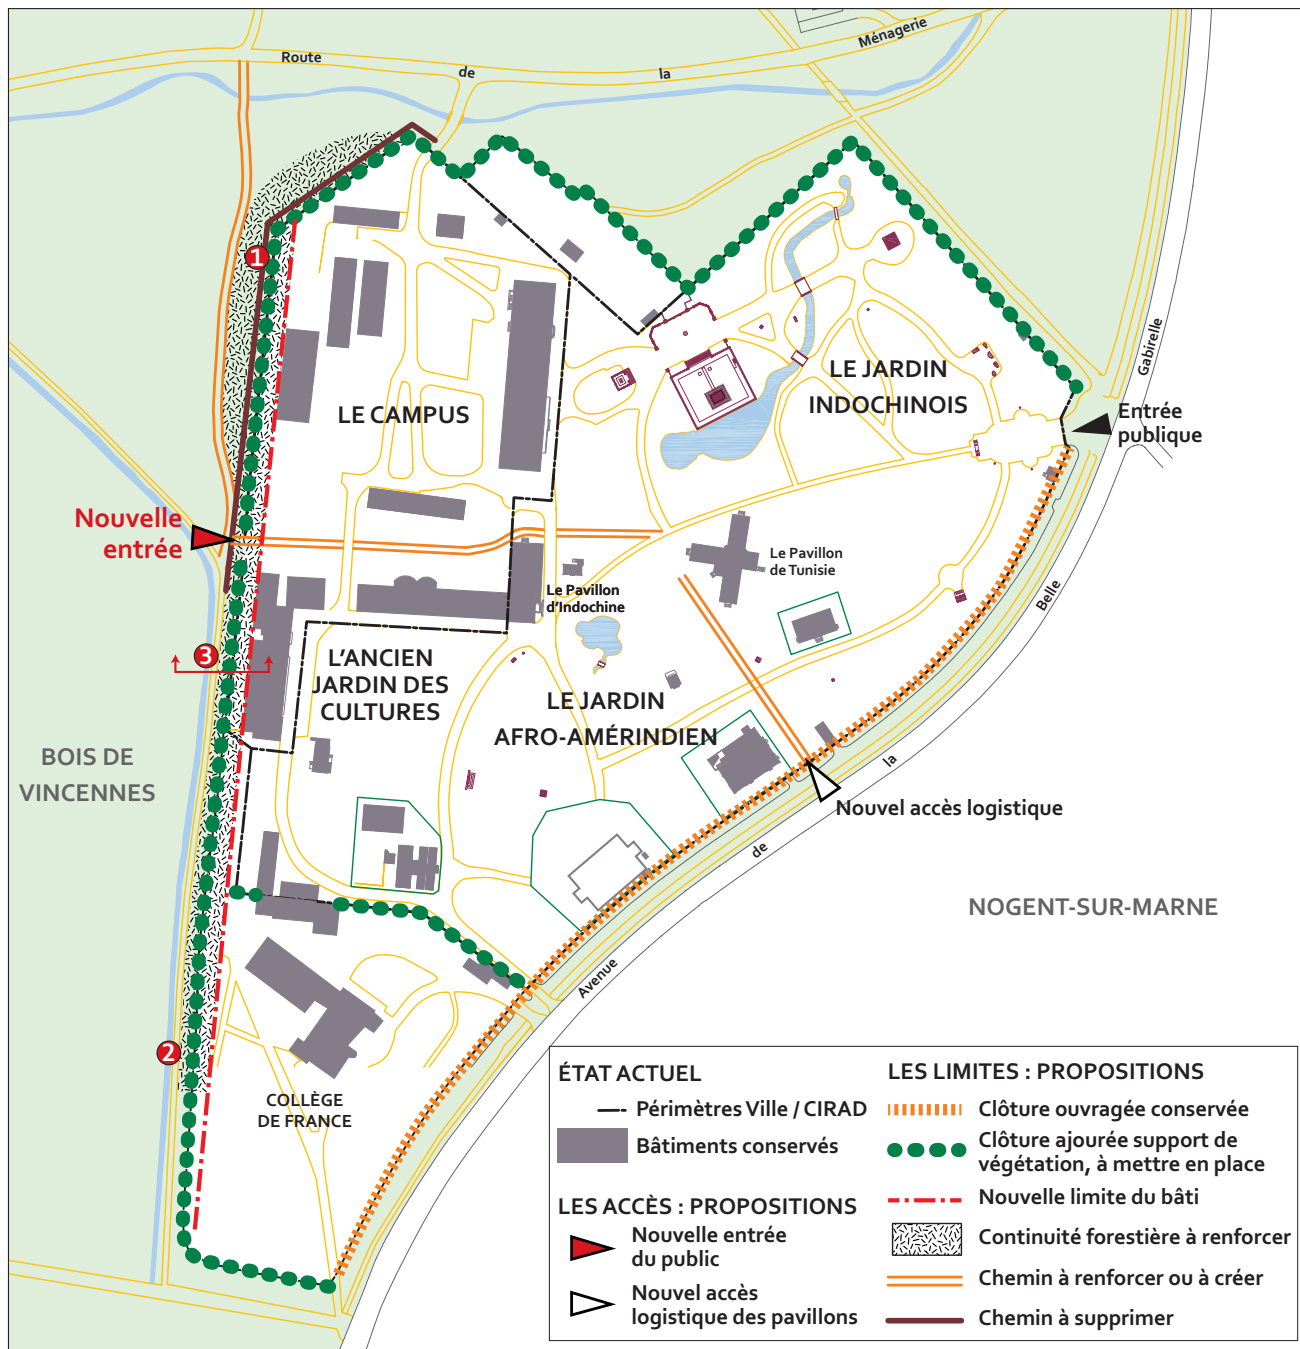 Route
de
la
Ménagerie
1
Gabirelle
LE JARDIN
INDOCHINOIS
LE CAMPUS
Entrée
publique
Nouvelle
entrée
Le Pavillon
de Tunisie
Le Pavillon
d'Indochine
Belle
3
L'ANCIEN
JARDIN DES
CULTURES
LE JARDIN
AFRO-AMÉRINDIEN
BOIS DE
VINCENNES
la
Nouvel accès logistique
de
NOGENT-SUR-MARNE
Avenue
2
COLLÈGE
DE FRANCE
ÉTAT ACTUEL
Périmètres Ville / CIRAD
Bâtiments conservés
LES ACCÈS : PROPOSITIONS
Nouvelle entrée
du public
Nouvel accès
logistique des pavillons
LES LIMITES : PROPOSITIONS
Clôture ouvragée conservée
Clôture ajourée support de
végétation, à mettre en place
Nouvelle limite du bâti
Continuité forestière à renforcer
Chemin à renforcer ou à créer
Chemin à supprimer